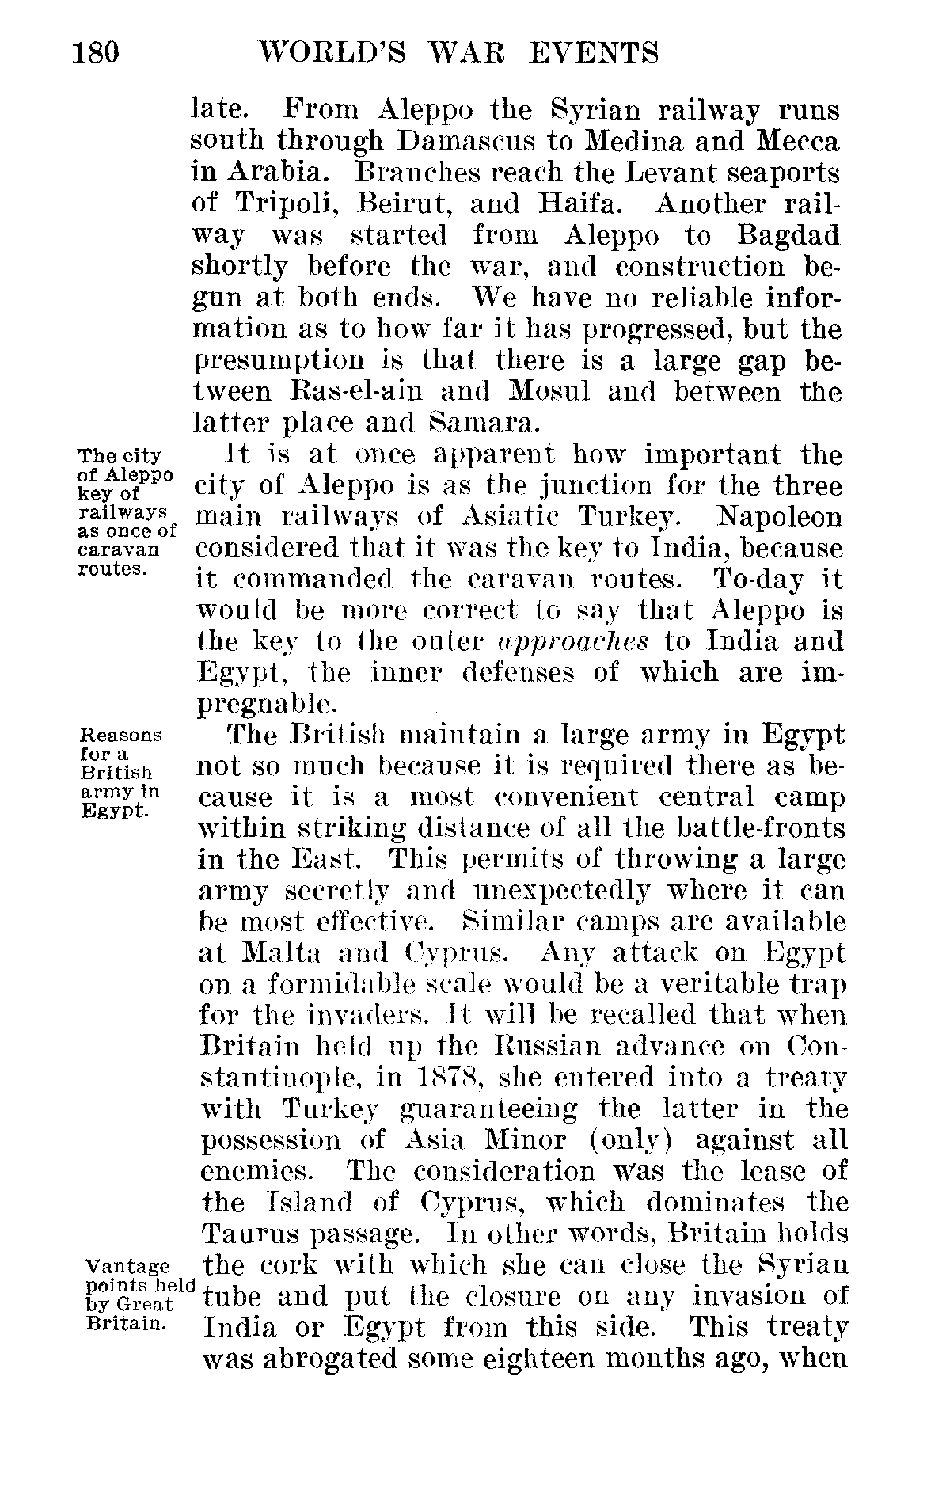 180 WORLD'S WAR EVENTS
late. From Aleppo the Syrian railway runs
south through Damascus to Medina and Mecca
in Arabia. Branches reach the Levant seaports
of Tripoli, Beirut, and Haifa. Another rail-
way was started from Aleppo to Bagdad
shortly before the war, and construction be-
gun at both ends. We have no reliable infor-
mation as to how far it has progressed, but the
presumption is that there is a large gap be-
tween Ras-el-ain and Mosul and between the
latter place and Samara.
The city
of Aleppo
key of
railways
as once of
caravan
routes.
It is at once apparent how important the
city of Aleppo is as the junction for the three
main railways of Asiatic Turkey. Napoleon
considered that it was the key to India, because
it commanded the caravan routes. To-day it
would be more correct to say that Aleppo is
the key to the outer approaches to India and
Egypt, the inner defenses of which are im-
pregnable.
Reasons
for a
British
army in
Egypt.
The British maintain a large army in Egypt
not so much because it is required there as be-
cause it is a most convenient central camp
within striking distance of all the battle-fronts
in the East. This permits of throwing a large
army secretly and unexpectedly where it can
be most effective. Similar camps are available
at Malta and Cyprus. Any attack on Egypt
on a formidable scale would be a veritable trap
for the invaders. It will be recalled that when
Britain held up the Russian advance on Con-
stantinople, in 1878, she entered into a treaty
with Turkey guaranteeing the latter in the
possession of Asia Minor (only) against all
enemies. The consideration was the lease of
the Island of Cyprus, which dominates the
Taurus passage. In other words, Britain holds
Vantage
points held
by Great
Britain.
the cork with which she can close the Syrian
tube and put the closure on any invasion of
India or Egypt from this side. This treaty
was abrogated some eighteen months ago, when